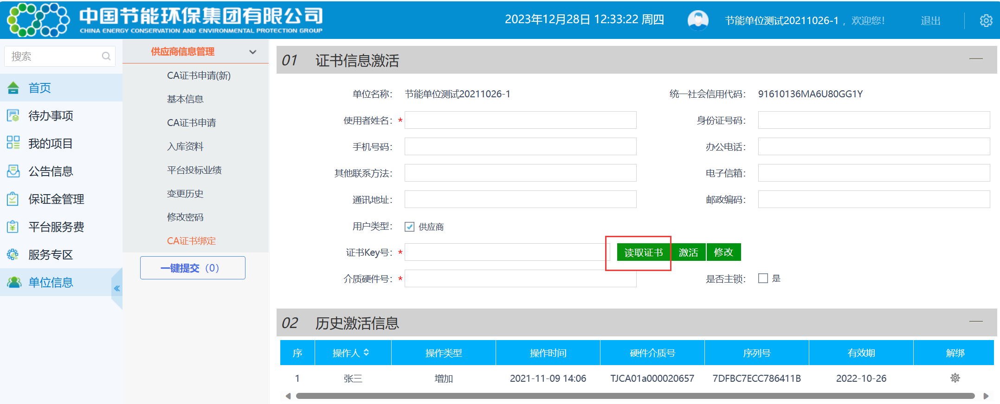 中国节能环保集团有限公司
CHINA ENERGY CONSERVATION AND ENVIRONMENTAL PROTECTION GROUP
2023年12月28日 12:33:22 周四
节能单位测试20211026-1 ，欢迎您！
退出
搜索
首页
待办事项
我的项目
公告信息
保证金管理
平台服务费
服务专区
单位信息
«
供应商信息管理
CA证书申请(新)
基本信息
CA证书申请
入库资料
平台投标业绩
变更历史
修改密码
CA证书绑定
一键提交（0）
01 证书信息激活 —
单位名称： 节能单位测试20211026-1 统一社会信用代码： 91610136MA6U80GG1Y
使用者姓名：* 身份证号码：
手机号码： 办公电话：
其他联系方法： 电子信箱：
通讯地址： 邮政编码：
用户类型： 供应商
证书Key号：* 读取证书 激活 修改
介质硬件号：* 是否主锁： 是
02 历史激活信息 —
序 操作人 操作类型 操作时间 硬件介质号 序列号 有效期 解绑
1 张三 增加 2021-11-09 14:06 TJCA01a000020657 7DFBC7ECC786411B 2022-10-26